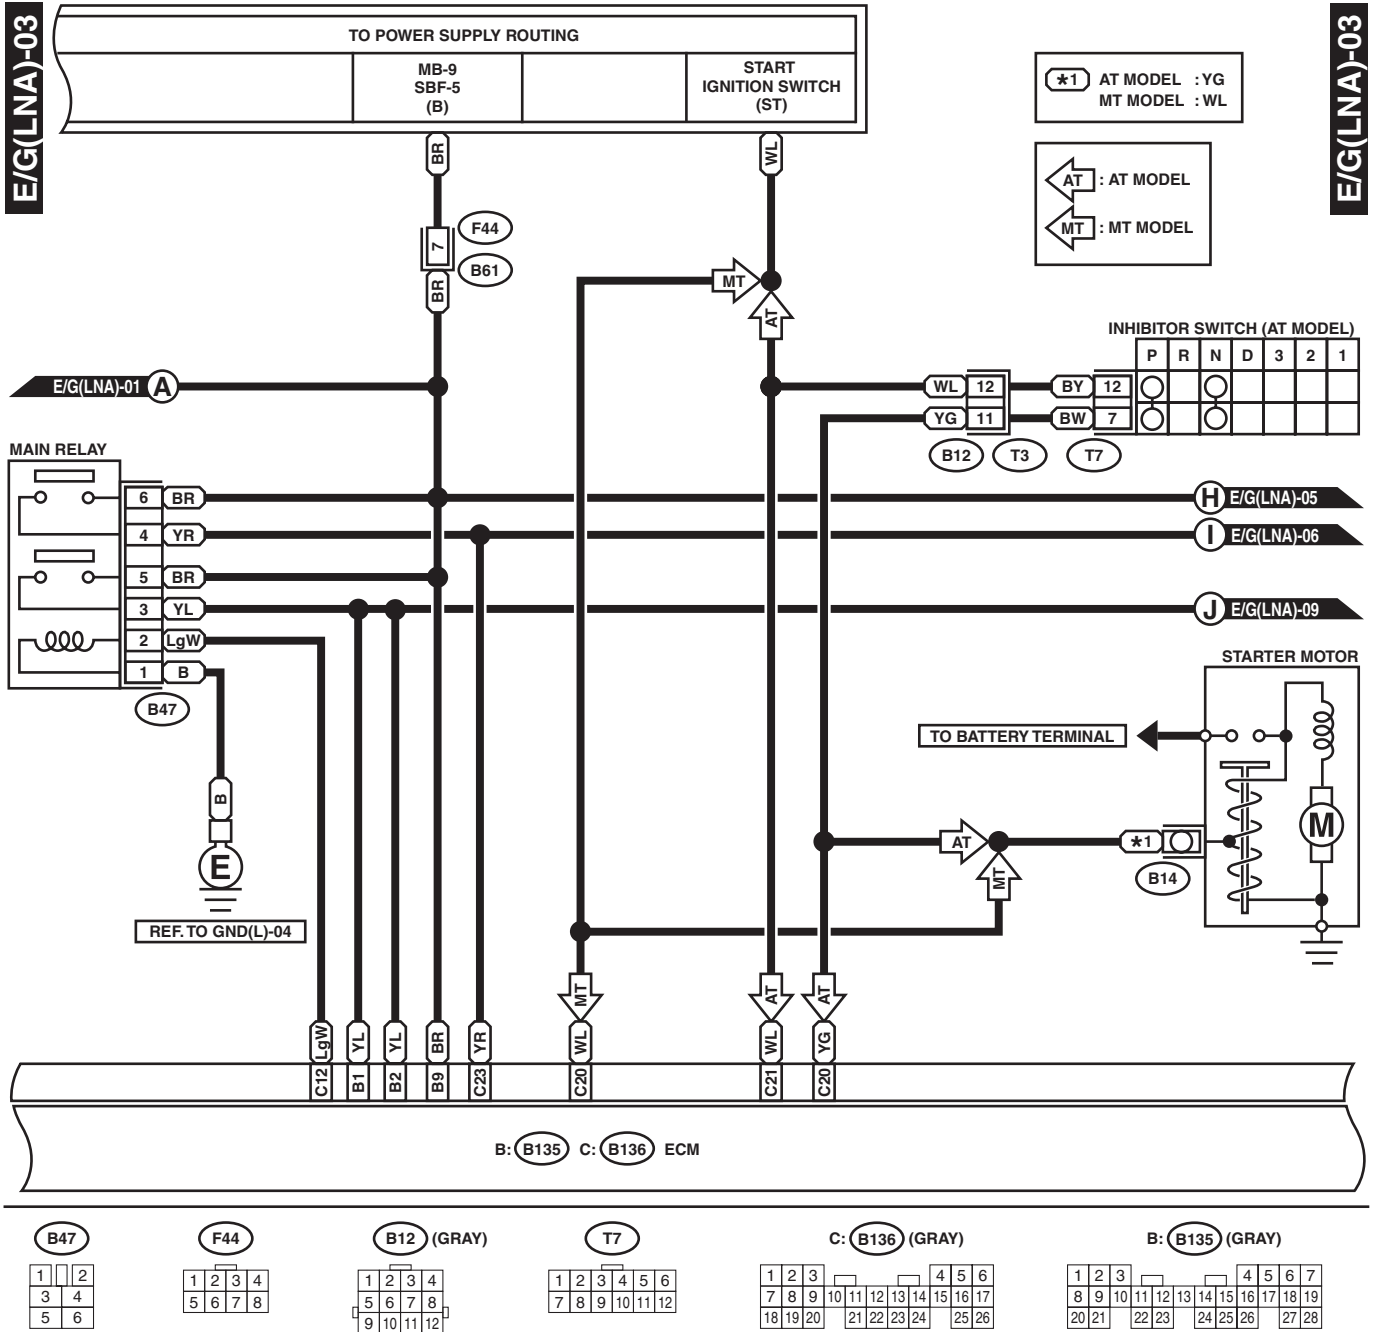 E/G(LNA)-03
E/G(LNA)-03
TO POWER SUPPLY ROUTING
MB-9
SBF-5
(B)
START
IGNITION SWITCH
(ST)
*1 AT MODEL : YG
MT MODEL : WL
AT : AT MODEL
MT : MT MODEL
BR
WL
7
F44
B61
BR
MT
AT
INHIBITOR SWITCH (AT MODEL)
P R N D 3 2 1
E/G(LNA)-01 A
WL 12 BY 12
YG 11 BW 7
B12 T3 T7
MAIN RELAY
6 BR
H E/G(LNA)-05
4 YR
I E/G(LNA)-06
5 BR
3 YL
J E/G(LNA)-09
2 LgW
1 B
B47
STARTER MOTOR
TO BATTERY TERMINAL
B
M
AT
*1
MT
B14
E
REF. TO GND(L)-04
MT
AT
AT
LgW YL YL BR YR WL WL YG
C12 B1 B2 B9 C23 C20 C21 C20
B: B135 C: B136 ECM
B47
F44
B12 (GRAY)
T7
C: B136 (GRAY)
B: B135 (GRAY)
1 2
3 4
5 6
1 2 3 4
5 6 7 8
1 2 3 4
5 6 7 8
9 10 11 12
1 2 3 4 5 6
7 8 9 10 11 12
1 2 3 4 5 6
7 8 9 10 11 12 13 14 15 16 17
18 19 20 21 22 23 24 25 26
1 2 3 4 5 6 7
8 9 10 11 12 13 14 15 16 17 18 19
20 21 22 23 24 25 26 27 28